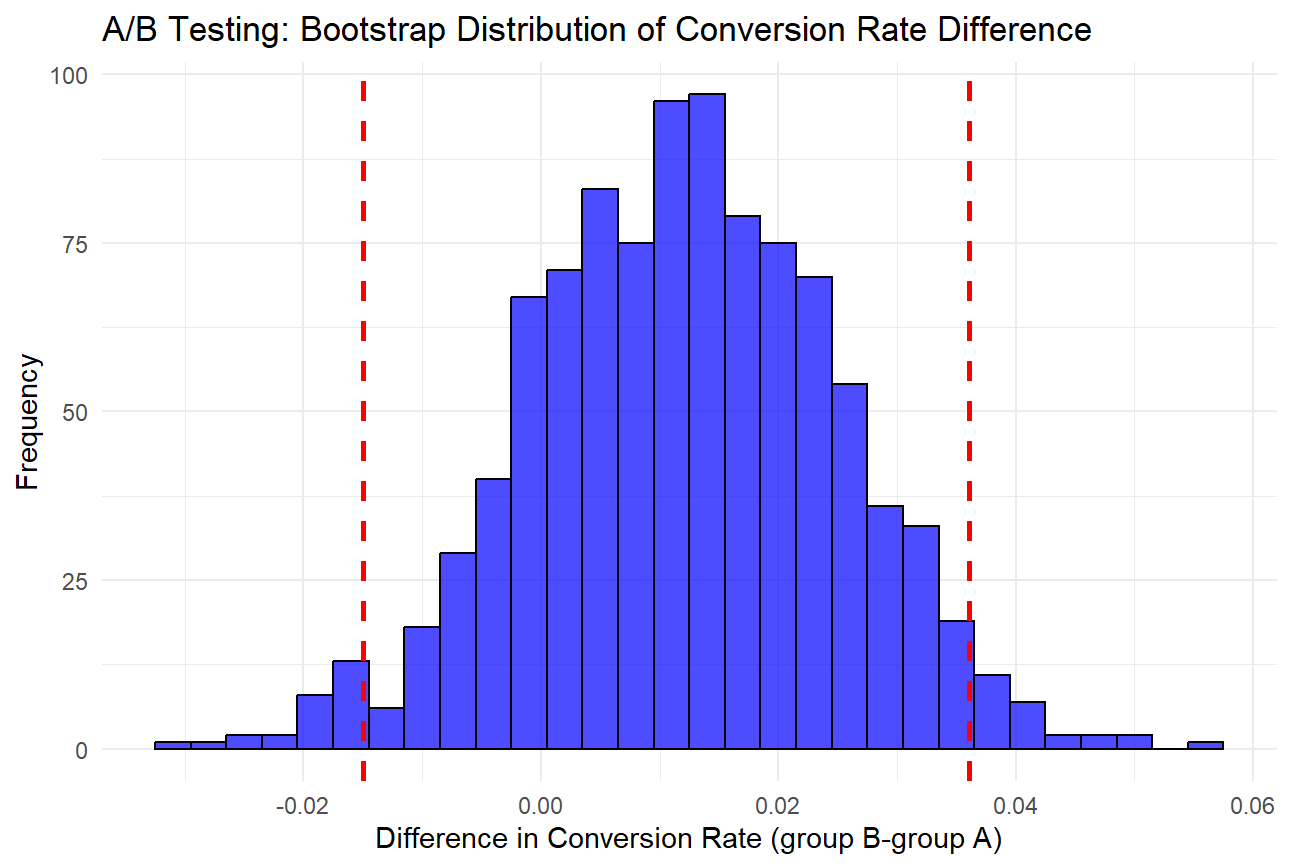 A/B Testing: Bootstrap Distribution of Conversion Rate Difference
Frequency
100
75
50
25
0
-0.02 0.00 0.02 0.04 0.06
Difference in Conversion Rate (group B-group A)